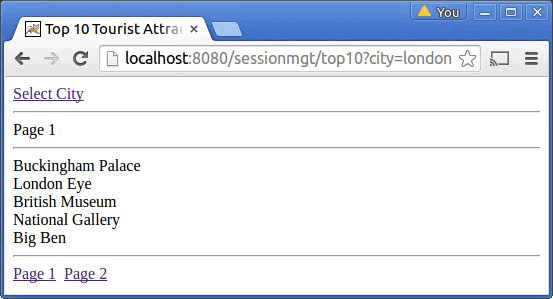 You
Top 10 Tourist Attrac
localhost:8080/sessionmgt/top10?city=london
Select City
Page 1
Buckingham Palace
London Eye
British Museum
National Gallery
Big Ben
Page 1 Page 2